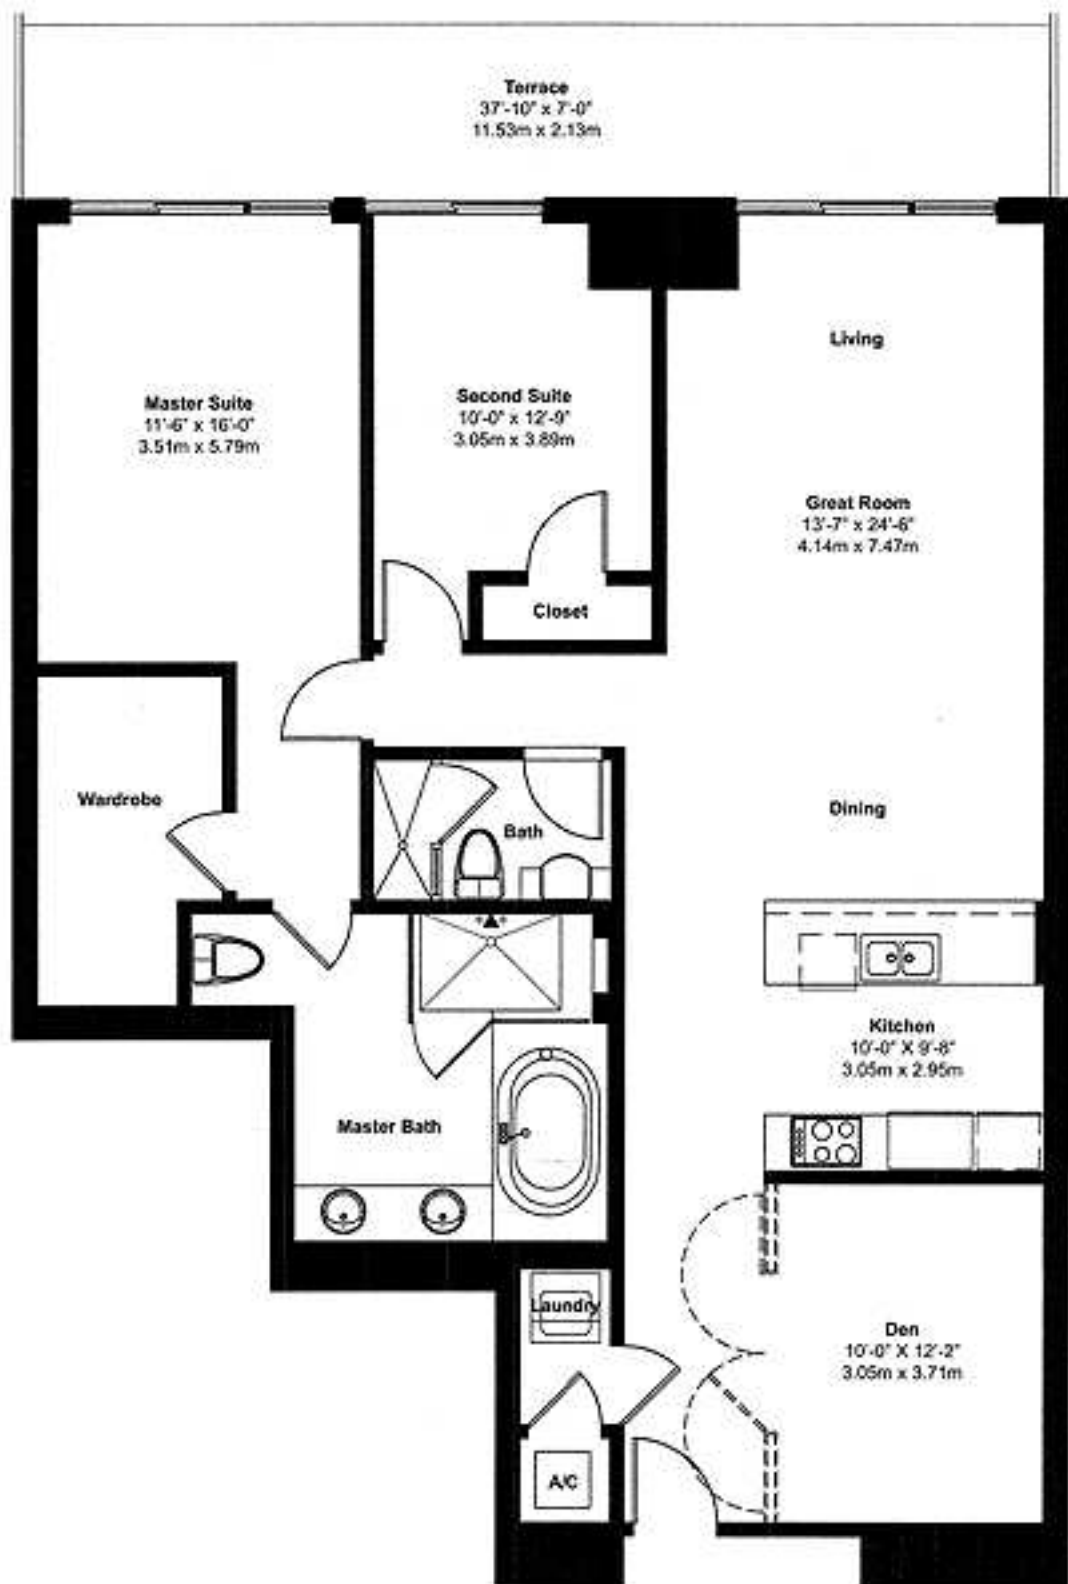 Terrace
37'-10" x 7'-0"
11.53m x 2.13m
Living
Master Suite
11'-6" x 16'-0"
3.51m x 5.79m
Second Suite
10'-0" x 12'-9"
3.05m x 3.89m
Great Room
13'-7" x 24'-6"
4.14m x 7.47m
Closet
Wardrobe
Bath
Dining
Kitchen
10'-0" X 9'-8"
3.05m x 2.95m
Master Bath
Laundry
Den
10'-0" X 12'-2"
3.05m x 3.71m
A/C